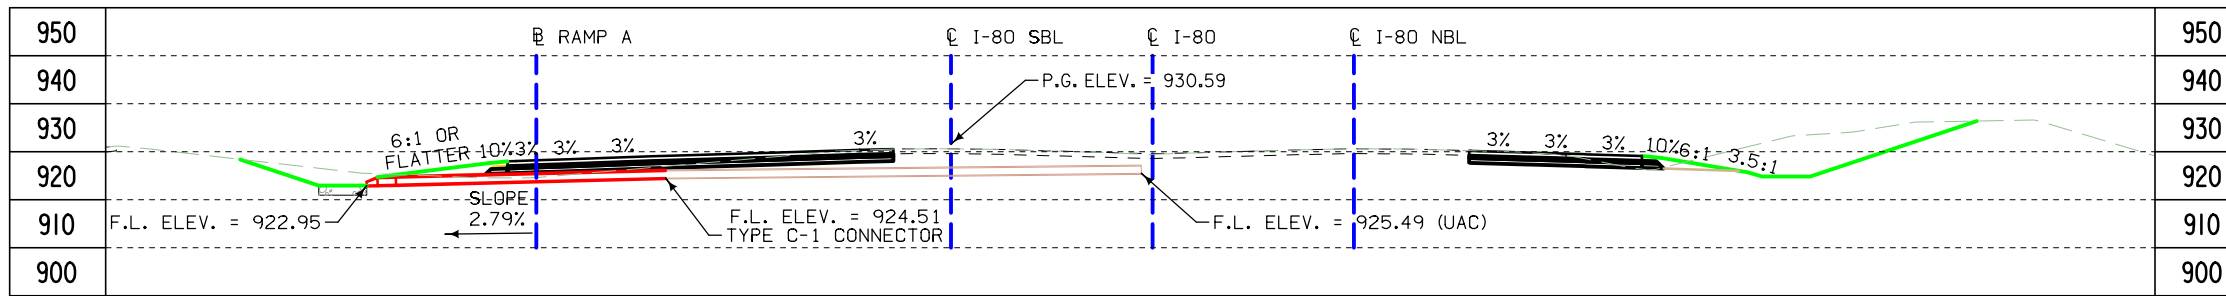 950
940
930
920
910
900
℄ RAMP A
℄ I-80 SBL
℄ I-80
℄ I-80 NBL
P.G. ELEV. = 930.59
6:1 OR
FLATTER
10%
3%
3%
3%
3%
3%
3%
3%
10%
6:1
3.5:1
SLOPE
2.79%
F.L. ELEV. = 922.95
F.L. ELEV. = 924.51
TYPE C-1 CONNECTOR
F.L. ELEV. = 925.49 (UAC)
950
940
930
920
910
900